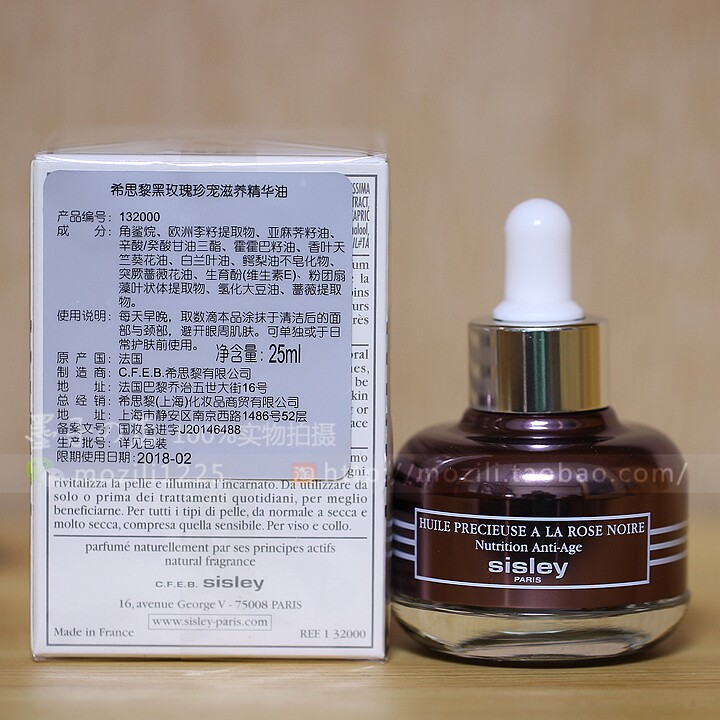 希思黎黑玫瑰珍宠滋养精华油
产品编号：132000
成 分：角鲨烷、欧洲李籽提取物、亚麻荠籽油、
辛酸/癸酸甘油三酯、霍霍巴籽油、香叶天
竺葵花油、白兰叶油、鳄梨油不皂化物、
突厥蔷薇花油、生育酚(维生素E)、粉团扇
藻叶状体提取物、氢化大豆油、蔷薇提取
物。
使用说明：每天早晚，取数滴本品涂抹于清洁后的面
部与颈部，避开眼周肌肤。可单独或于日
常护肤前使用。
净含量：25ml
原 产 国：法国
制 造 商：C.F.E.B.希思黎有限公司
地 址：法国巴黎乔治五世大街16号
总 经 销：希思黎(上海)化妆品商贸有限公司
地 址：上海市静安区南京西路1486号52层
备案文号：国妆备进字J20146488
生产批号：详见包装
限期使用日期：2018-02
100%实物拍摄
mozili1225
淘 http://mozili.taobao.com/
rivitalizza la pelle e illumina l'incarnato. Da utilizzare da
solo o prima dei trattamenti quotidiani, per meglio
beneficiarne. Per tutti i tipi di pelle, da normale a secca e
molto secca, compresa quella sensibile. Per viso e collo.
parfumé naturellement par ses principes actifs
natural fragrance
C.F.E.B. sisley
16, avenue George V - 75008 PARIS
www.sisley-paris.com
Made in France REF 132000
HUILE PRECIEUSE A LA ROSE NOIRE
Nutrition Anti-Age
sisley
PARIS